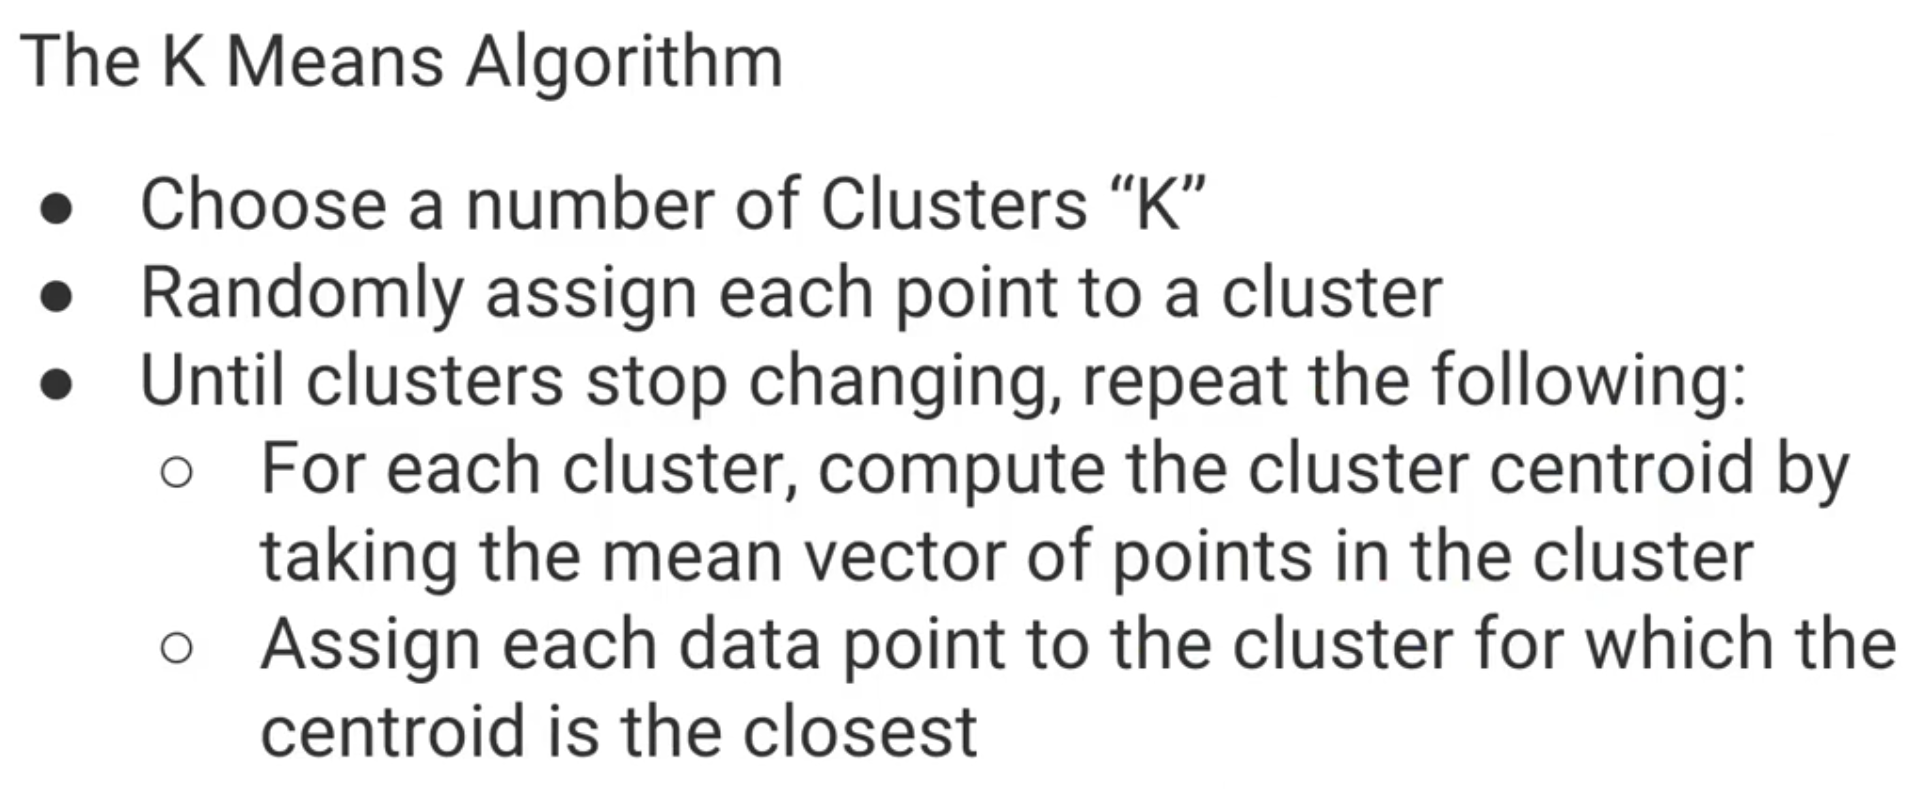 The K Means Algorithm
● Choose a number of Clusters “K”
● Randomly assign each point to a cluster
● Until clusters stop changing, repeat the following:
○ For each cluster, compute the cluster centroid by
taking the mean vector of points in the cluster
○ Assign each data point to the cluster for which the
centroid is the closest